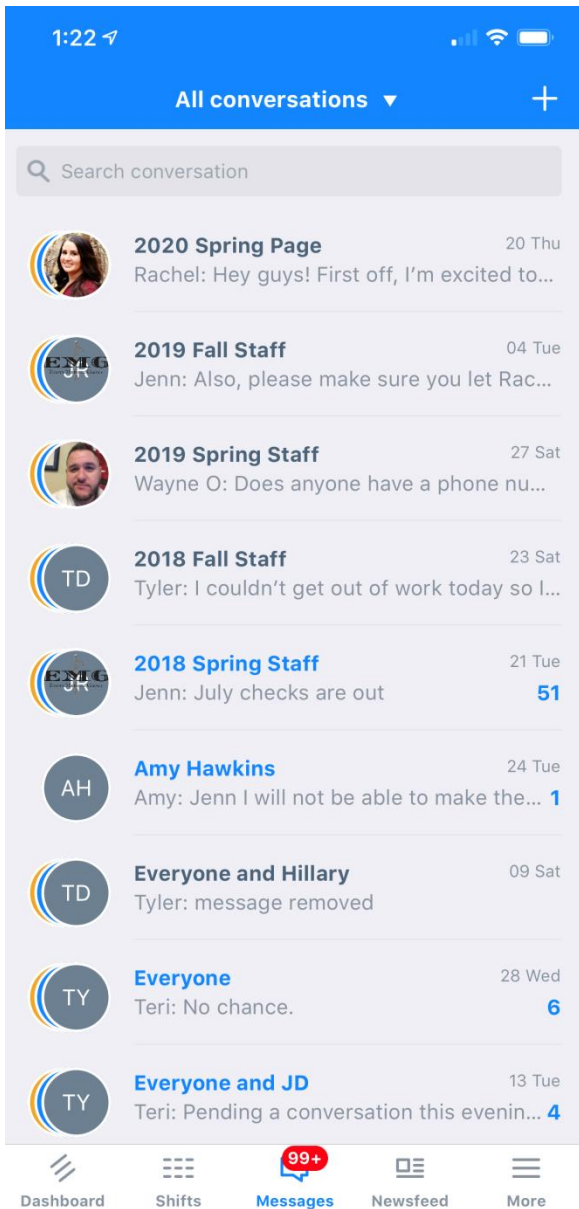 1:22
All conversations ▼ +
Search conversation
2020 Spring Page 20 Thu
Rachel: Hey guys! First off, I'm excited to...
EMG
JR
2019 Fall Staff 04 Tue
Jenn: Also, please make sure you let Rac...
2019 Spring Staff 27 Sat
Wayne O: Does anyone have a phone nu...
TD
2018 Fall Staff 23 Sat
Tyler: I couldn't get out of work today so I...
EMG
JR
2018 Spring Staff 21 Tue
Jenn: July checks are out 51
AH
Amy Hawkins 24 Tue
Amy: Jenn I will not be able to make the... 1
TD
Everyone and Hillary 09 Sat
Tyler: message removed
TY
Everyone 28 Wed
Teri: No chance. 6
TY
Everyone and JD 13 Tue
Teri: Pending a conversation this evenin... 4
99+
Dashboard Shifts Messages Newsfeed More